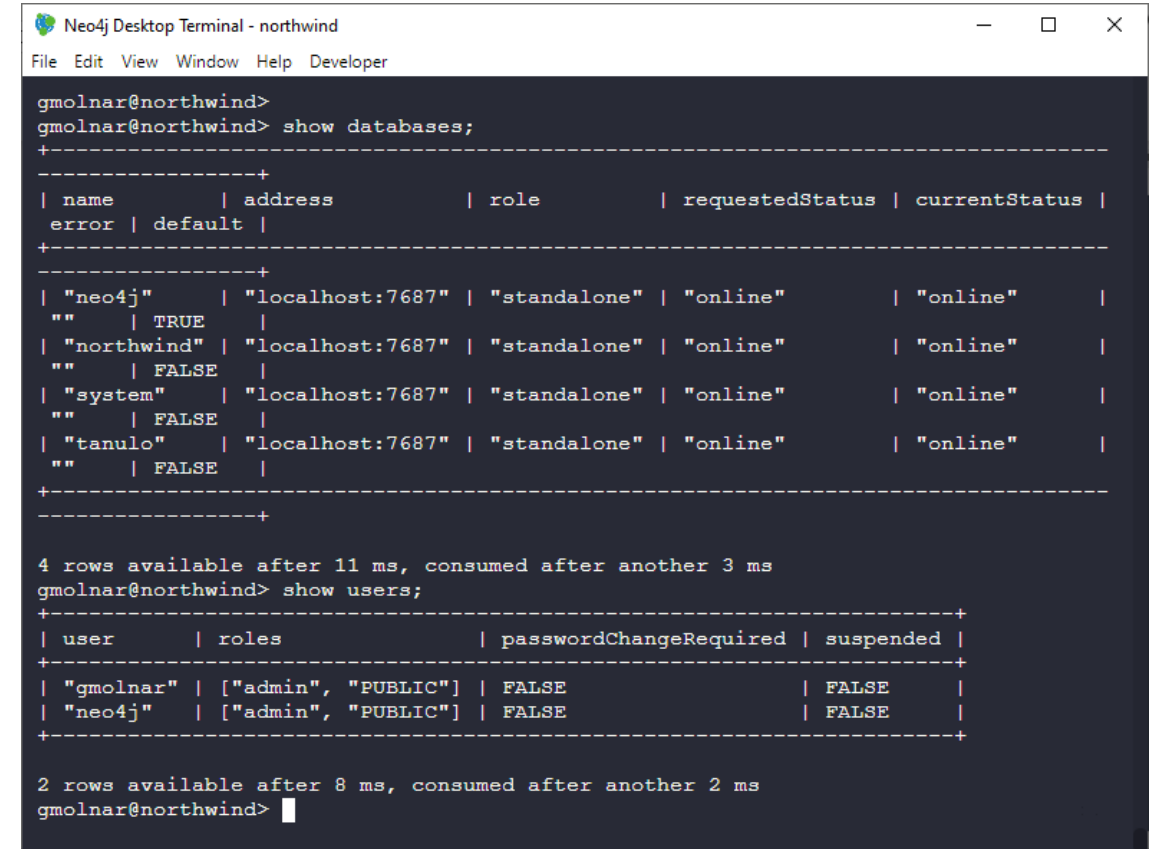 Neo4j Desktop Terminal - northwind
File Edit View Window Help Developer
gmolnar@northwind>
gmolnar@northwind> show databases;
+----------------------------------------------------------------------------------
-----------------+
| name        | address          | role         | requestedStatus | currentStatus |
 error | default |
+----------------------------------------------------------------------------------
-----------------+
| "neo4j"     | "localhost:7687" | "standalone" | "online"        | "online"      |
 ""    | TRUE    |
| "northwind" | "localhost:7687" | "standalone" | "online"        | "online"      |
 ""    | FALSE   |
| "system"    | "localhost:7687" | "standalone" | "online"        | "online"      |
 ""    | FALSE   |
| "tanulo"    | "localhost:7687" | "standalone" | "online"        | "online"      |
 ""    | FALSE   |
+----------------------------------------------------------------------------------
-----------------+
4 rows available after 11 ms, consumed after another 3 ms
gmolnar@northwind> show users;
+----------------------------------------------------------------------+
| user      | roles               | passwordChangeRequired | suspended |
+----------------------------------------------------------------------+
| "gmolnar" | ["admin", "PUBLIC"] | FALSE                  | FALSE     |
| "neo4j"   | ["admin", "PUBLIC"] | FALSE                  | FALSE     |
+----------------------------------------------------------------------+
2 rows available after 8 ms, consumed after another 2 ms
gmolnar@northwind>